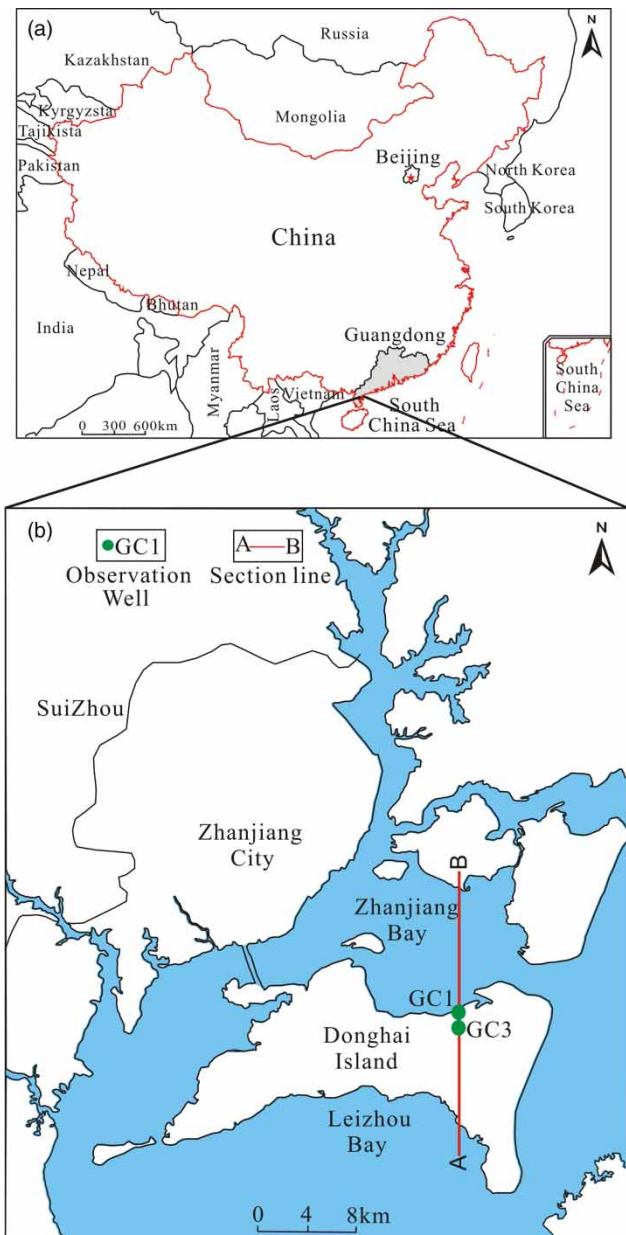 (a)
N
Russia
Kazakhstan
Kyrgyzsta
Mongolia
Tajikista
Beijing
Pakistan
North Korea
South Korea
China
Nepal
Bhutan
India
Guangdong
Myanmar
Laos
Vietnam
South
China Sea
South
China
Sea
0 300 600km
(b)
GC1
A B
N
Observation
Well
Section line
SuiZhou
Zhanjiang
City
B
Zhanjiang
Bay
GC1
GC3
Donghai
Island
Leizhou
Bay
A
0 4 8km